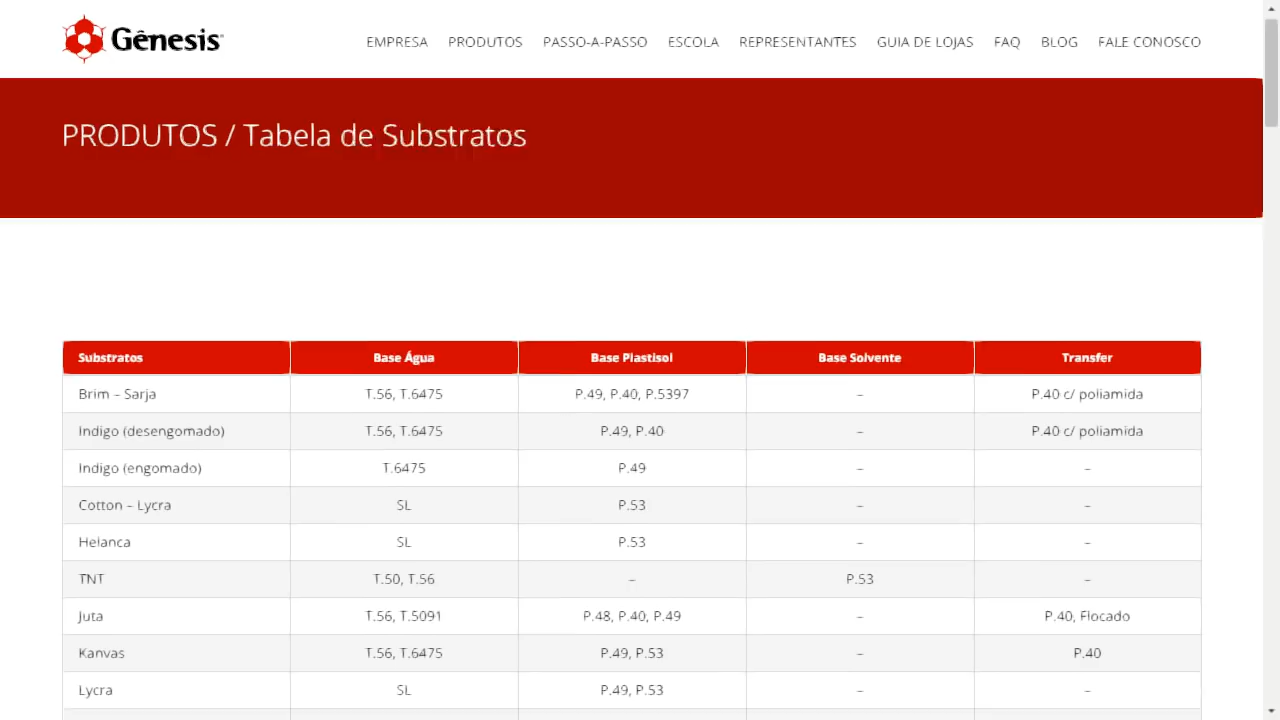 Gênesis
EMPRESA PRODUTOS PASSO-A-PASSO ESCOLA REPRESENTANTES GUIA DE LOJAS FAQ BLOG FALE CONOSCO
PRODUTOS / Tabela de Substratos
Substratos Base Água Base Plastisol Base Solvente Transfer
Brim – Sarja T.56, T.6475 P.49, P.40, P.5397 – P.40 c/ poliamida
Indigo (desengomado) T.56, T.6475 P.49, P.40 – P.40 c/ poliamida
Indigo (engomado) T.6475 P.49 – –
Cotton – Lycra SL P.53 – –
Helanca SL P.53 – –
TNT T.50, T.56 – P.53 –
Juta T.56, T.5091 P.48, P.40, P.49 – P.40, Flocado
Kanvas T.56, T.6475 P.49, P.53 – P.40
Lycra SL P.49, P.53 – –